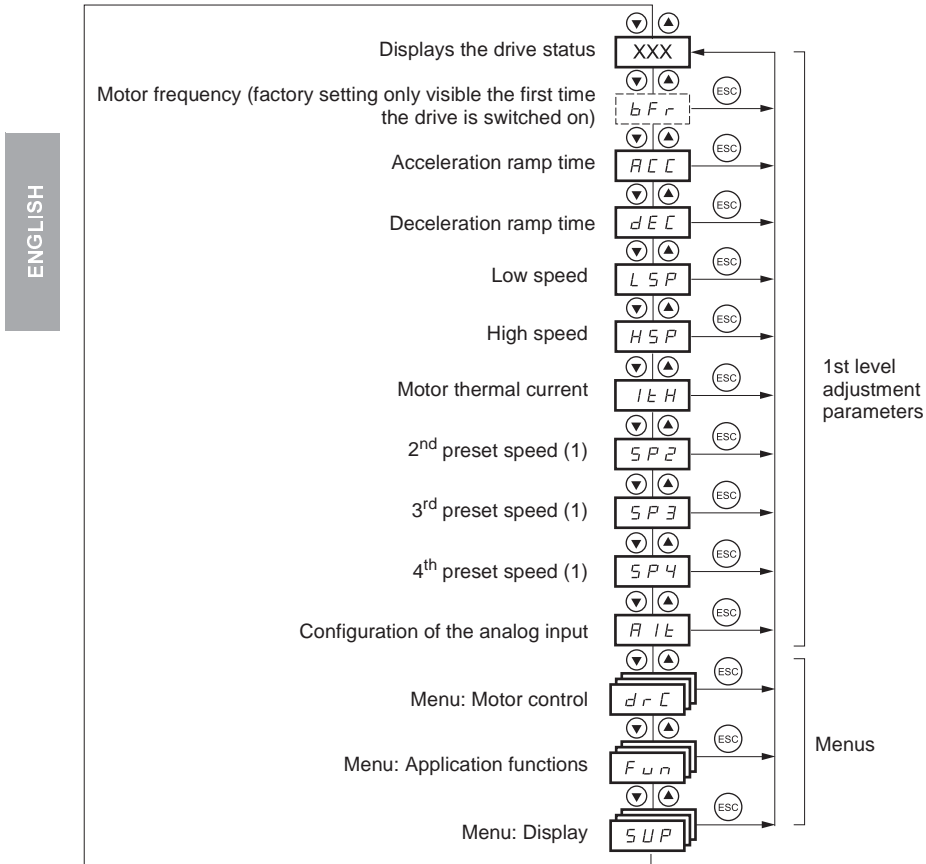 Displays the drive status
XXX
Motor frequency (factory setting only visible the first time
the drive is switched on)
bFr
ESC
Acceleration ramp time
ACC
ESC
Deceleration ramp time
dEC
ESC
Low speed
LSP
ESC
High speed
HSP
ESC
Motor thermal current
ItH
ESC
2nd preset speed (1)
SP2
ESC
3rd preset speed (1)
SP3
ESC
4th preset speed (1)
SP4
ESC
Configuration of the analog input
AIt
ESC
Menu: Motor control
drC
ESC
Menu: Application functions
Fun
ESC
Menu: Display
SUP
ESC
1st level
adjustment
parameters
Menus
ENGLISH